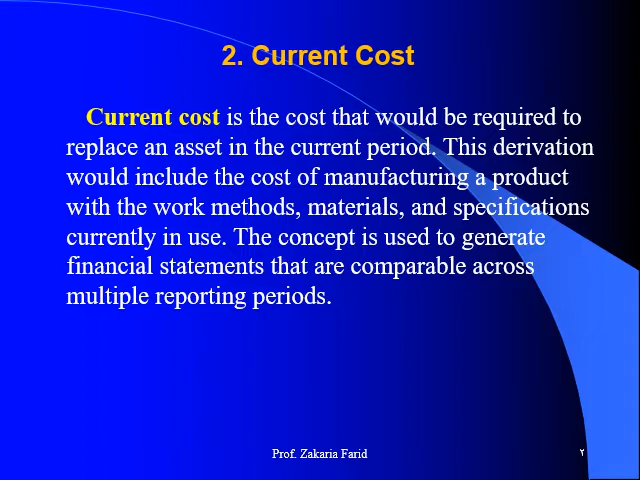 2. Current Cost
Current cost is the cost that would be required to
replace an asset in the current period. This derivation
would include the cost of manufacturing a product
with the work methods, materials, and specifications
currently in use. The concept is used to generate
financial statements that are comparable across
multiple reporting periods.
Prof. Zakaria Farid
٢